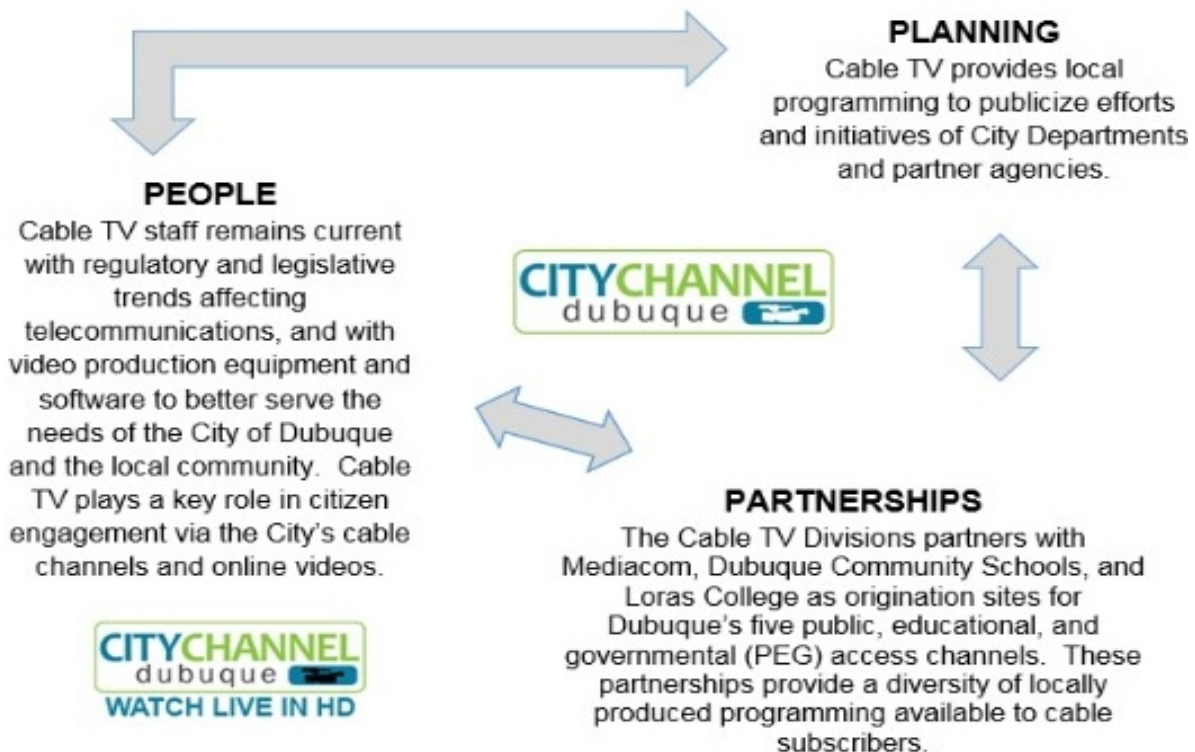 PLANNING
Cable TV provides local
programming to publicize efforts
and initiatives of City Departments
and partner agencies.
PEOPLE
Cable TV staff remains current
with regulatory and legislative
trends affecting
telecommunications, and with
video production equipment and
software to better serve the
needs of the City of Dubuque
and the local community.  Cable
TV plays a key role in citizen
engagement via the City's cable
channels and online videos.
CITYCHANNEL
dubuque
PARTNERSHIPS
The Cable TV Divisions partners with
Mediacom, Dubuque Community Schools, and
Loras College as origination sites for
Dubuque's five public, educational, and
governmental (PEG) access channels.  These
partnerships provide a diversity of locally
produced programming available to cable
subscribers.
CITYCHANNEL
dubuque
WATCH LIVE IN HD